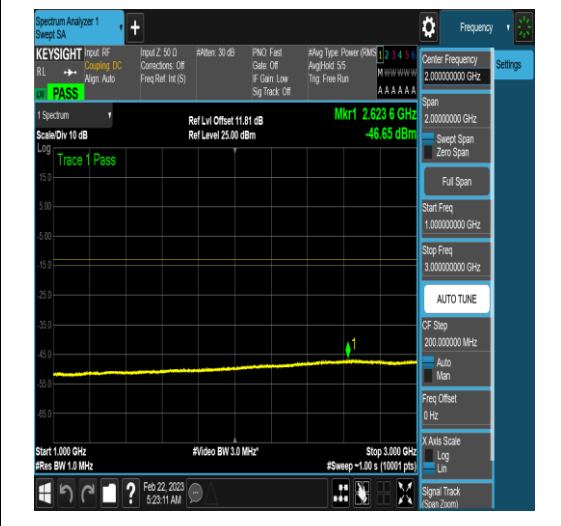 Spectrum Analyzer 1
Swept SA
+
Frequency
KEYSIGHT
RL
LXI
PASS
Input: RF
Coupling: DC
Align: Auto
Input Z: 50 Ω
Corrections: Off
Freq Ref: Int (S)
#Atten: 30 dB
PNO: Fast
Gate: Off
IF Gain: Low
Sig Track: Off
#Avg Type: Power (RMS
Avg|Hold: 5/5
Trig: Free Run
1 2 3 4 5 6
M W W W W W
A A A A A A
1 Spectrum
Scale/Div 10 dB
Ref Lvl Offset 11.81 dB
Ref Level 25.00 dBm
Mkr1 2.623 6 GHz
-46.65 dBm
Log
Trace 1 Pass
15.0
5.00
-5.00
-15.0
-25.0
-35.0
-45.0
-55.0
-65.0
1
Start 1.000 GHz
#Res BW 1.0 MHz
#Video BW 3.0 MHz*
Stop 3.000 GHz
#Sweep ~1.00 s (10001 pts)
?
Feb 22, 2023
5:23:11 AM
Center Frequency
2.000000000 GHz
Span
2.00000000 GHz
Swept Span
Zero Span
Full Span
Start Freq
1.000000000 GHz
Stop Freq
3.000000000 GHz
AUTO TUNE
CF Step
200.000000 MHz
Auto
Man
Freq Offset
0 Hz
X Axis Scale
Log
Lin
Signal Track
(Span Zoom)
Settings